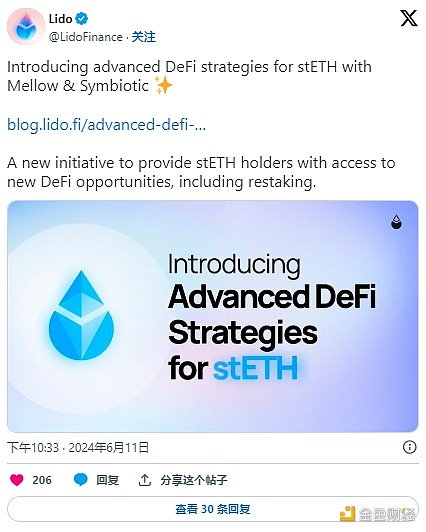 Lido
@LidoFinance · 关注
Introducing advanced DeFi strategies for stETH with
Mellow & Symbiotic ✨
blog.lido.fi/advanced-defi-…
A new initiative to provide stETH holders with access to
new DeFi opportunities, including restaking.
Introducing
Advanced DeFi
Strategies
for stETH
下午10:33 · 2024年6月11日
206 回复 分享这个帖子
查看 30 条回复
金色财经